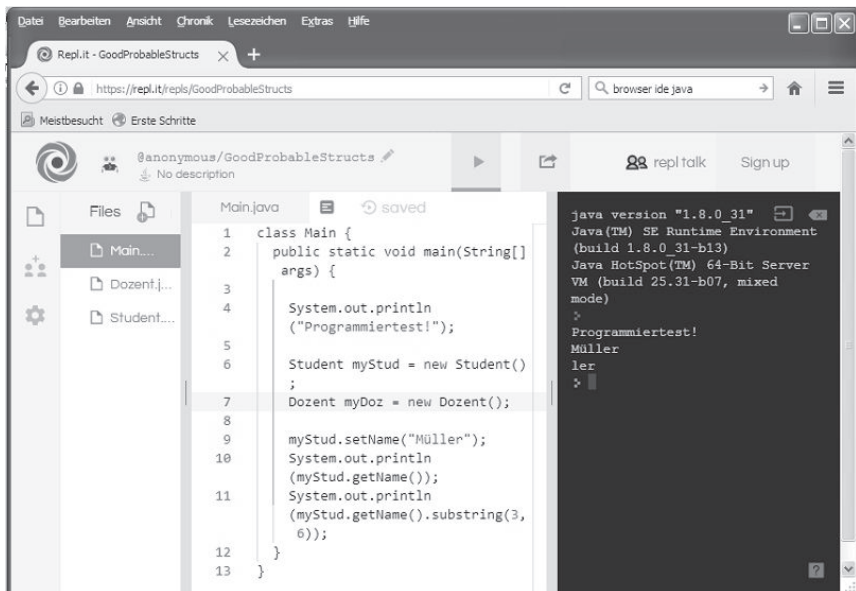 Datei Bearbeiten Ansicht Chronik Lesezeichen Extras Hilfe
Repl.it - GoodProbableStructs × +
https://repl.it/repls/GoodProbableStructs browser ide java
Meistbesucht Erste Schritte
@anonymous/GoodProbableStructs
No description
repl talk Sign up
Files
Main....
Dozent.j...
Student....
Main.java saved
1 class Main {
2 public static void main(String[]
args) {
3
4 System.out.println
("Programmiertest!");
5
6 Student myStud = new Student()
;
7 Dozent myDoz = new Dozent();
8
9 myStud.setName("Müller");
10 System.out.println
(myStud.getName());
11 System.out.println
(myStud.getName().substring(3,
6));
12 }
13 }
java version "1.8.0_31"
Java(TM) SE Runtime Environment
(build 1.8.0_31-b13)
Java HotSpot(TM) 64-Bit Server
VM (build 25.31-b07, mixed
mode)
>
Programmiertest!
Müller
ler
>
?